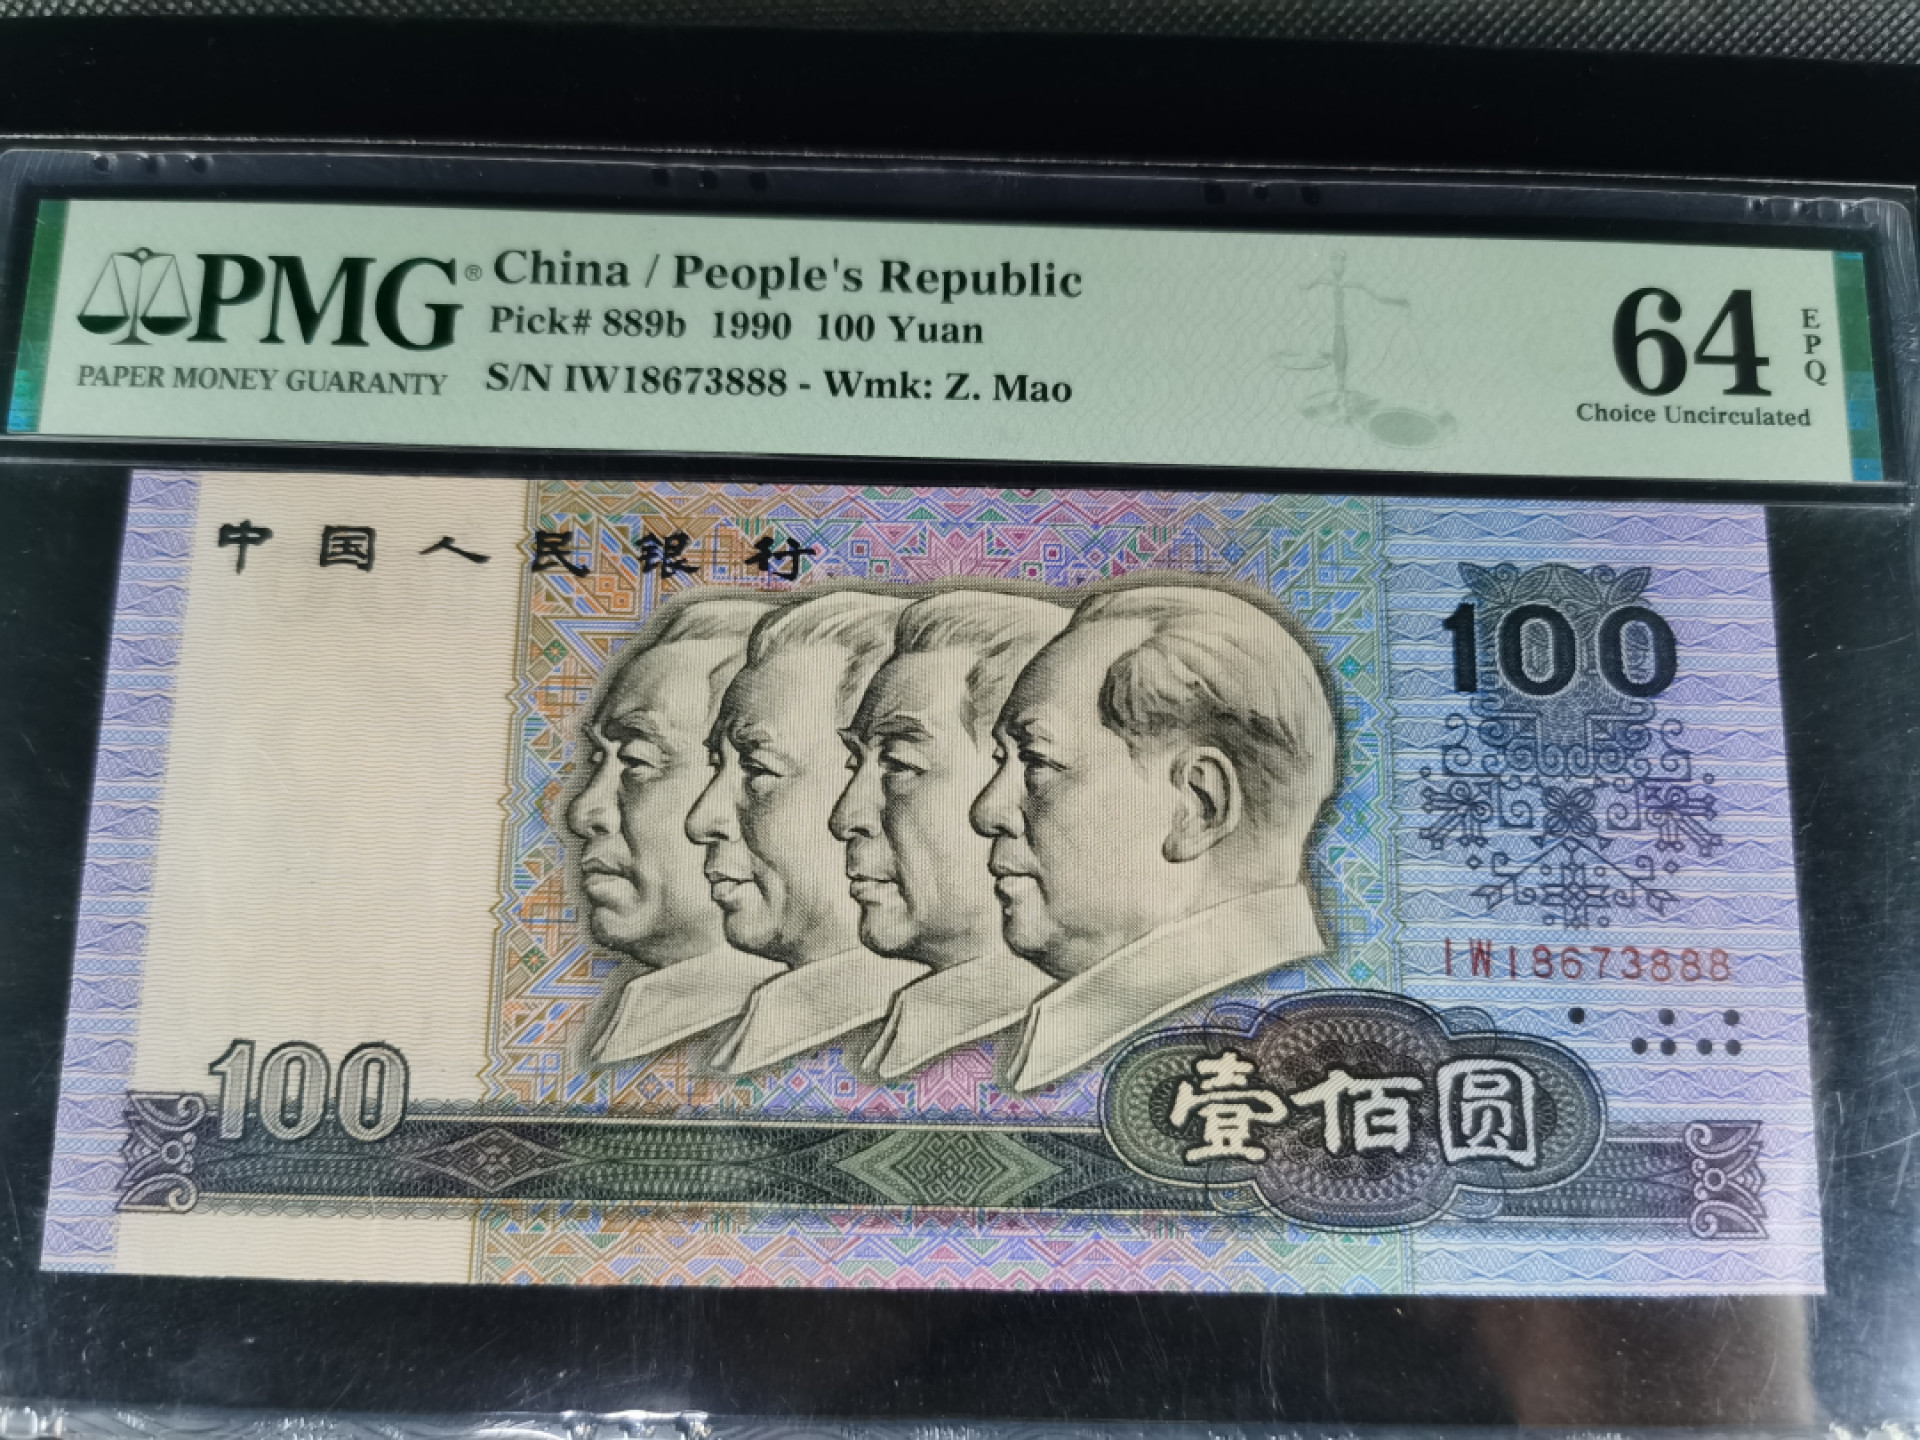 PMG®
PAPER MONEY GUARANTY
China / People's Republic
Pick# 889b 1990 100 Yuan
S/N IW18673888 - Wmk: Z. Mao
64
EPQ
Choice Uncirculated
中国人民银行
100
IW18673888
100
壹佰圆